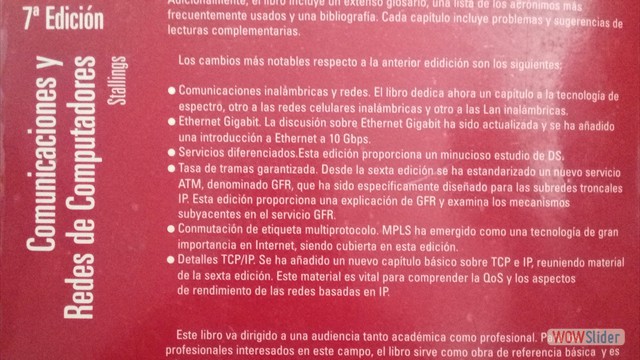 7ª Edición
Comunicaciones y
Redes de Computadores
Stallings
Adicionalmente, el libro incluye un extenso glosario, una liste de los acrónimos más
frecuentemente usados y una bibliografía. Cada capítulo incluye problemas y augerencias de
lecturas complementarias.
Los cambios más notables respecto a la anterior edidición son los siguientes:
● Comunicaciones inalámbricas y redes. El libro dedica ahora un capítulo a la tecnología de
espectro, otro a las redes celulares inalámbricas y otro a las Lan inalámbricas.
● Ethernet Gigabit. La discusión sobre Ethernet Gigabit ha sido actualizada y se ha añadido
una introducción a Ethernet a 10 Gbps.
● Servicios diferenciados.Esta edición proporciona un minucioso estudio de DS.
● Tasa de tramas garantizada. Desde la sexta edición se ha estandarizado un nuevo servicio
ATM, denominado GFR, que ha sido específicamente diseñado para las subredes troncales
IP. Esta edición proporciona una explicación de GFR y examina los mecanismos
subyacentes en el servicio GFR.
● Conmutación de etiqueta multiprotocolo. MPLS ha emergido como una tecnología de gran
importancia en Internet, siendo cubierta en esta edición.
● Detalles TCP/IP. Se ha añadido un nuevo capítulo básico sobre TCP e IP, reuniendo material
de la sexta edición. Este material es vital para comprender la QoS y los aspectos
de rendimiento de las redes basadas en IP.
Este libro va dirigido a una audiencia tanto académica como profesional. P
profesionales interesados en este campo, el libro sirve como obra de referencia básica y es
WOWSlider